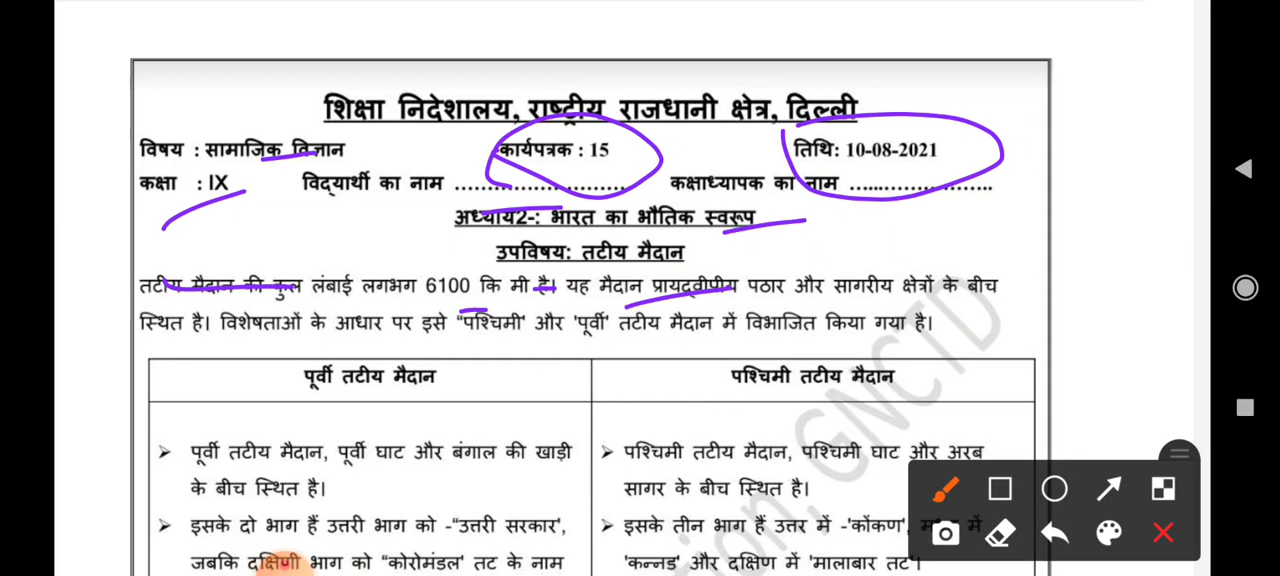 शिक्षा निदेशालय, राष्ट्रीय राजधानी क्षेत्र, दिल्ली
विषय : सामाजिक विज्ञान कार्यपत्रक : 15 तिथि: 10-08-2021
कक्षा : IX विद्यार्थी का नाम .............................. कक्षाध्यापक का नाम .........................
अध्याय2-: भारत का भौतिक स्वरूप
उपविषय: तटीय मैदान
तटीय मैदान की कुल लंबाई लगभग 6100 कि मी है। यह मैदान प्रायद्वीपीय पठार और सागरीय क्षेत्रों के बीच
स्थित है। विशेषताओं के आधार पर इसे "पश्चिमी' और 'पूर्वी' तटीय मैदान में विभाजित किया गया है।
पूर्वी तटीय मैदान
➢ पूर्वी तटीय मैदान, पूर्वी घाट और बंगाल की खाड़ी
के बीच स्थित है।
➢ इसके दो भाग हैं उत्तरी भाग को -"उत्तरी सरकार',
जबकि दक्षिणी भाग को "कोरोमंडल' तट के नाम
पश्चिमी तटीय मैदान
➢ पश्चिमी तटीय मैदान, पश्चिमी घाट और अरब
सागर के बीच स्थित है।
➢ इसके तीन भाग हैं उत्तर में -'कोंकण', में
'कन्नड' और दक्षिण में 'मालाबार तट'।
tion, GNCTD